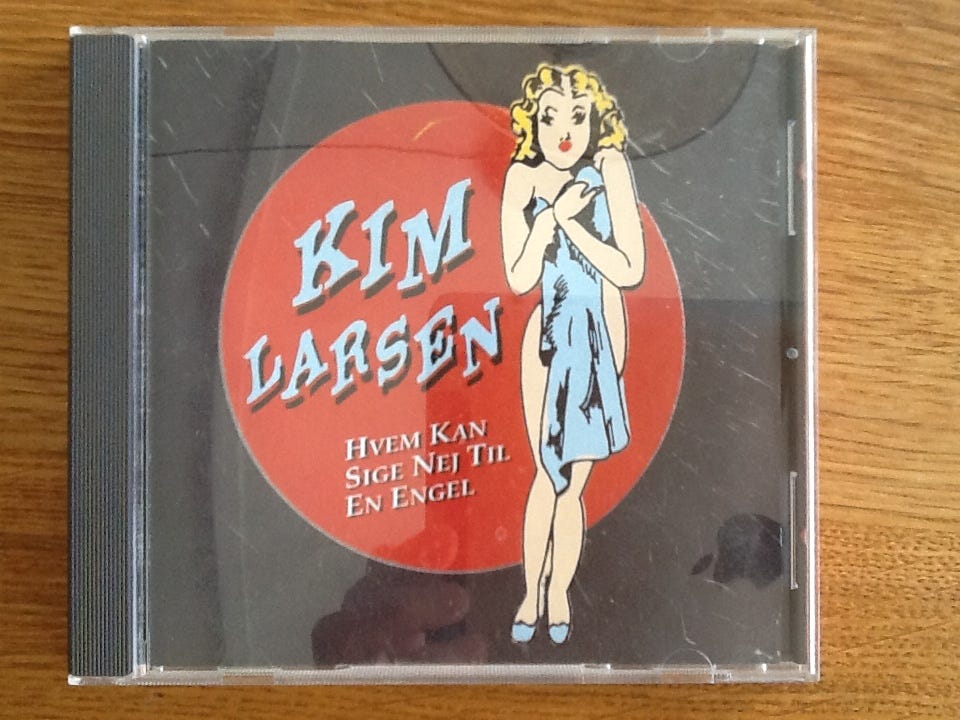 KIM
LARSEN
HVEM KAN
SIGE NEJ TIL
EN ENGEL